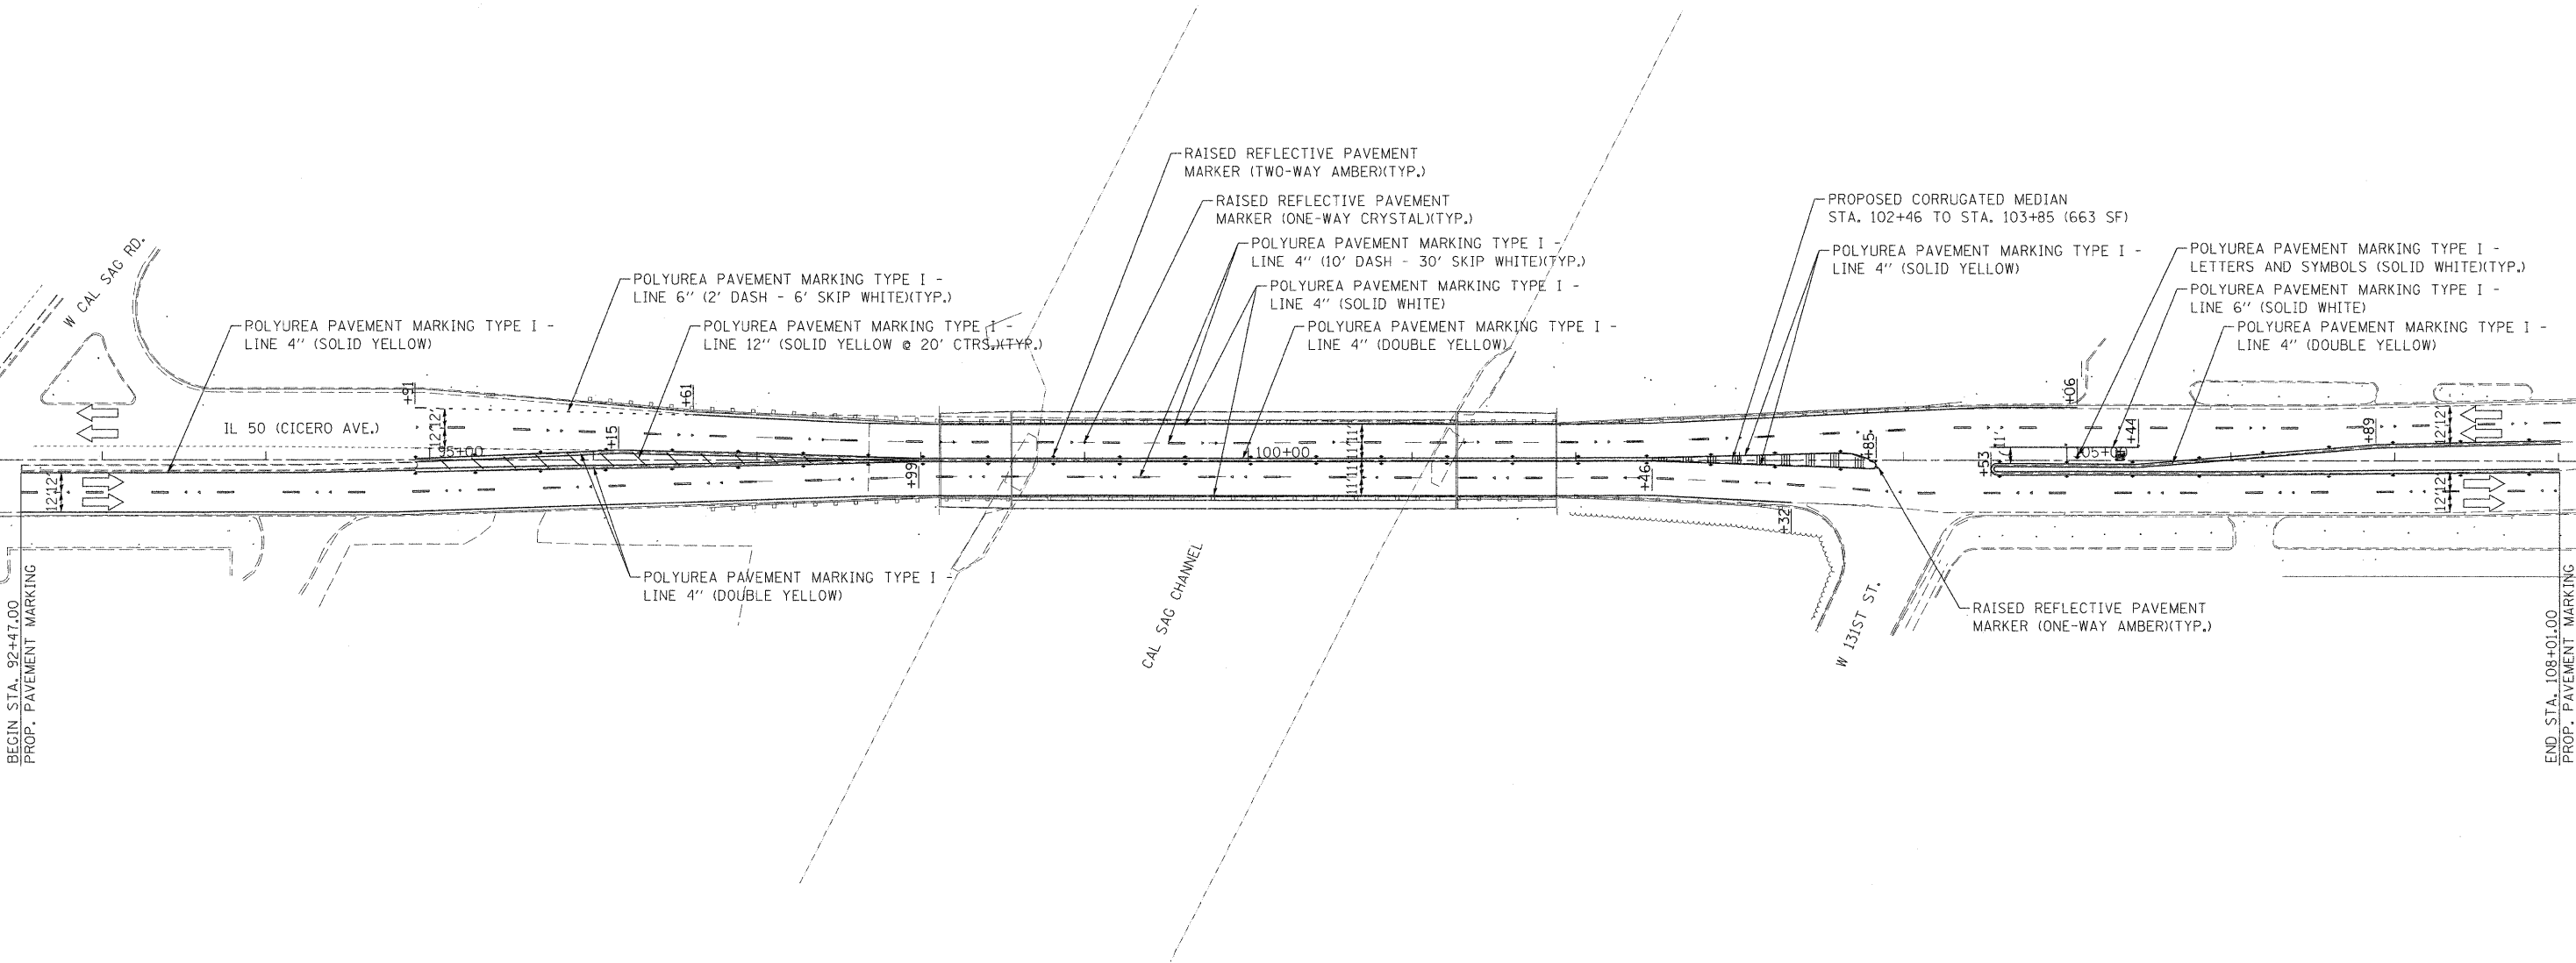 RAISED REFLECTIVE PAVEMENT
MARKER (TWO-WAY AMBER)(TYP.)
RAISED REFLECTIVE PAVEMENT
MARKER (ONE-WAY CRYSTAL)(TYP.)
POLYUREA PAVEMENT MARKING TYPE I -
LINE 4" (10' DASH - 30' SKIP WHITE)(TYP.)
POLYUREA PAVEMENT MARKING TYPE I -
LINE 4" (SOLID WHITE)
POLYUREA PAVEMENT MARKING TYPE I -
LINE 4" (DOUBLE YELLOW)
PROPOSED CORRUGATED MEDIAN
STA. 102+46 TO STA. 103+85 (663 SF)
POLYUREA PAVEMENT MARKING TYPE I -
LINE 4" (SOLID YELLOW)
POLYUREA PAVEMENT MARKING TYPE I -
LETTERS AND SYMBOLS (SOLID WHITE)(TYP.)
POLYUREA PAVEMENT MARKING TYPE I -
LINE 6" (SOLID WHITE)
POLYUREA PAVEMENT MARKING TYPE I -
LINE 4" (DOUBLE YELLOW)
W CAL SAG RD.
POLYUREA PAVEMENT MARKING TYPE I -
LINE 6" (2' DASH - 6' SKIP WHITE)(TYP.)
POLYUREA PAVEMENT MARKING TYPE I -
LINE 4" (SOLID YELLOW)
POLYUREA PAVEMENT MARKING TYPE I -
LINE 12" (SOLID YELLOW @ 20' CTRS.)(TYP.)
+91
+61
+06
IL 50 (CICERO AVE.)
12'
12'
95+00
+15
+99
11'
11'
100+00
11'
11'
+46
+85
+53
11'
105+00
+44
+89
12'
12'
12'
12'
12'
12'
+32
POLYUREA PAVEMENT MARKING TYPE I -
LINE 4" (DOUBLE YELLOW)
CAL SAG CHANNEL
W 131ST ST.
RAISED REFLECTIVE PAVEMENT
MARKER (ONE-WAY AMBER)(TYP.)
BEGIN STA. 92+47.00
PROP. PAVEMENT MARKING
END STA. 108+01.00
PROP. PAVEMENT MARKING